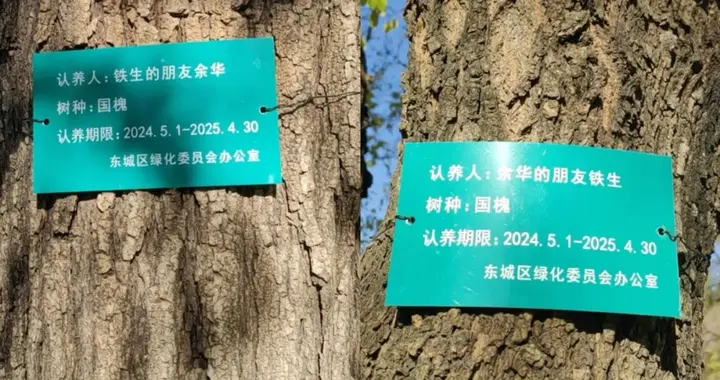 认养人：铁生的朋友余华
树种：国槐
认养期限：2024.5.1-2025.4.30
东城区绿化委员会办公室
认养人：余华的朋友铁生
树种：国槐
认养期限：2024.5.1-2025.4.30
东城区绿化委员会办公室